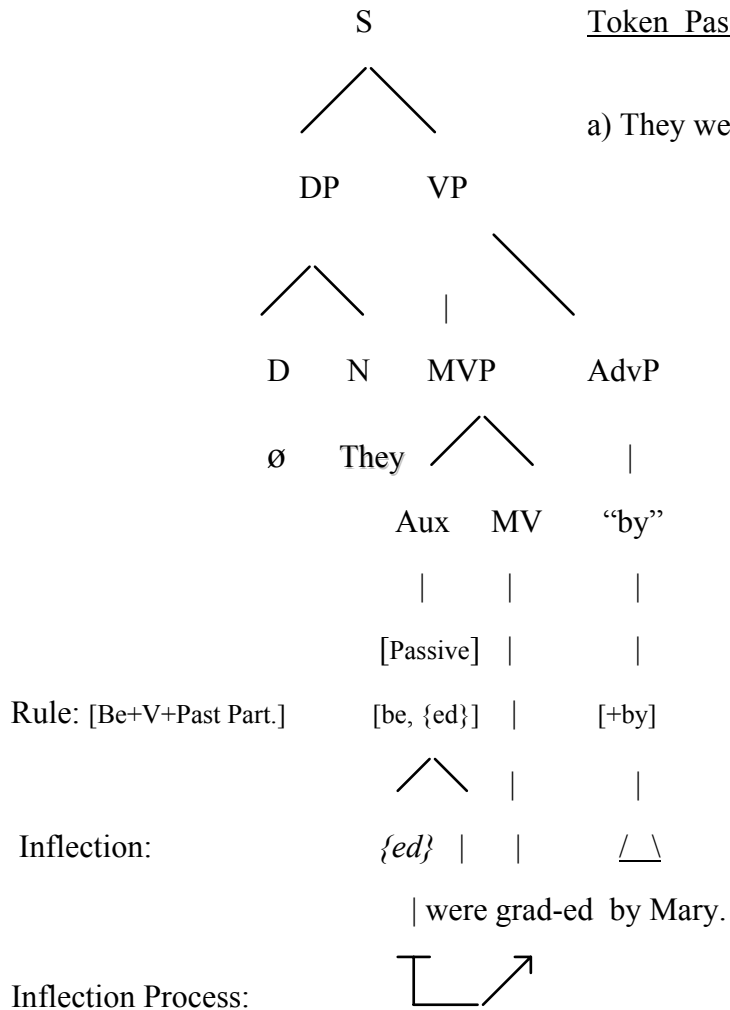 S Token Pas
a) They we
DP VP
|
D N MVP AdvP
ø They |
Aux MV “by”
| | |
[Passive] | |
Rule: [Be+V+Past Part.] [be, {ed}] | [+by]
| |
Inflection: {ed} | | / \
| were grad-ed by Mary.
Inflection Process: